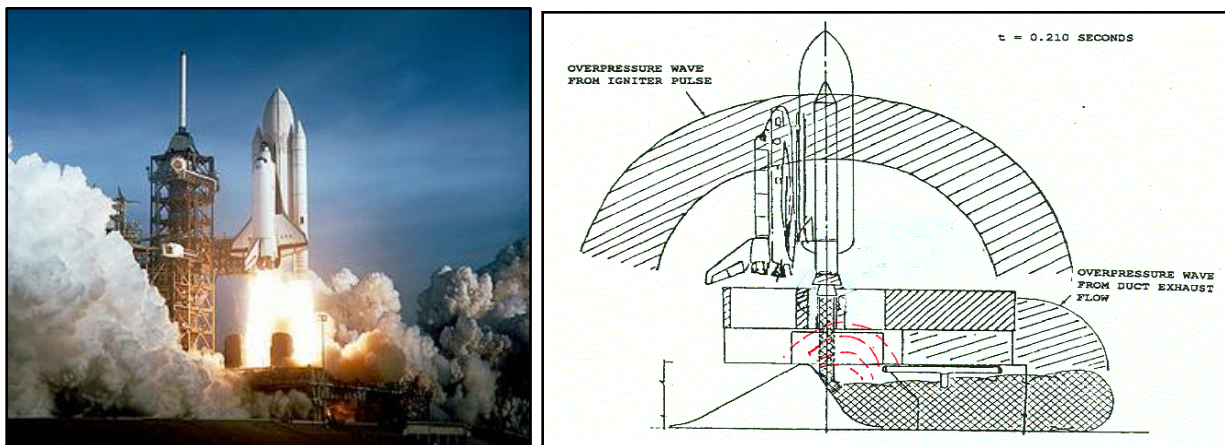 t = 0.210 SECONDS
OVERPRESSURE WAVE
FROM IGNITER PULSE
OVERPRESSURE WAVE
FROM DUCT EXHAUST
FLOW